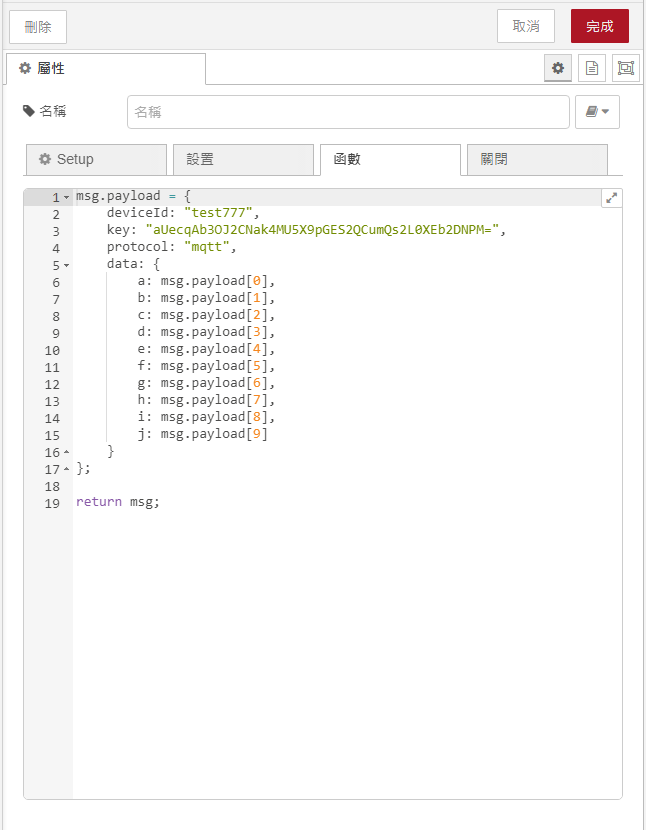 刪除
取消
完成
屬性
名稱
名稱
Setup
設置
函數
關閉
1 msg.payload = {
2 deviceId: "test777",
3 key: "aUecqAb3OJ2CNak4MU5X9pGES2QCumQs2L0XEb2DNPM=",
4 protocol: "mqtt",
5 data: {
6 a: msg.payload[0],
7 b: msg.payload[1],
8 c: msg.payload[2],
9 d: msg.payload[3],
10 e: msg.payload[4],
11 f: msg.payload[5],
12 g: msg.payload[6],
13 h: msg.payload[7],
14 i: msg.payload[8],
15 j: msg.payload[9]
16 }
17 };
18
19 return msg;